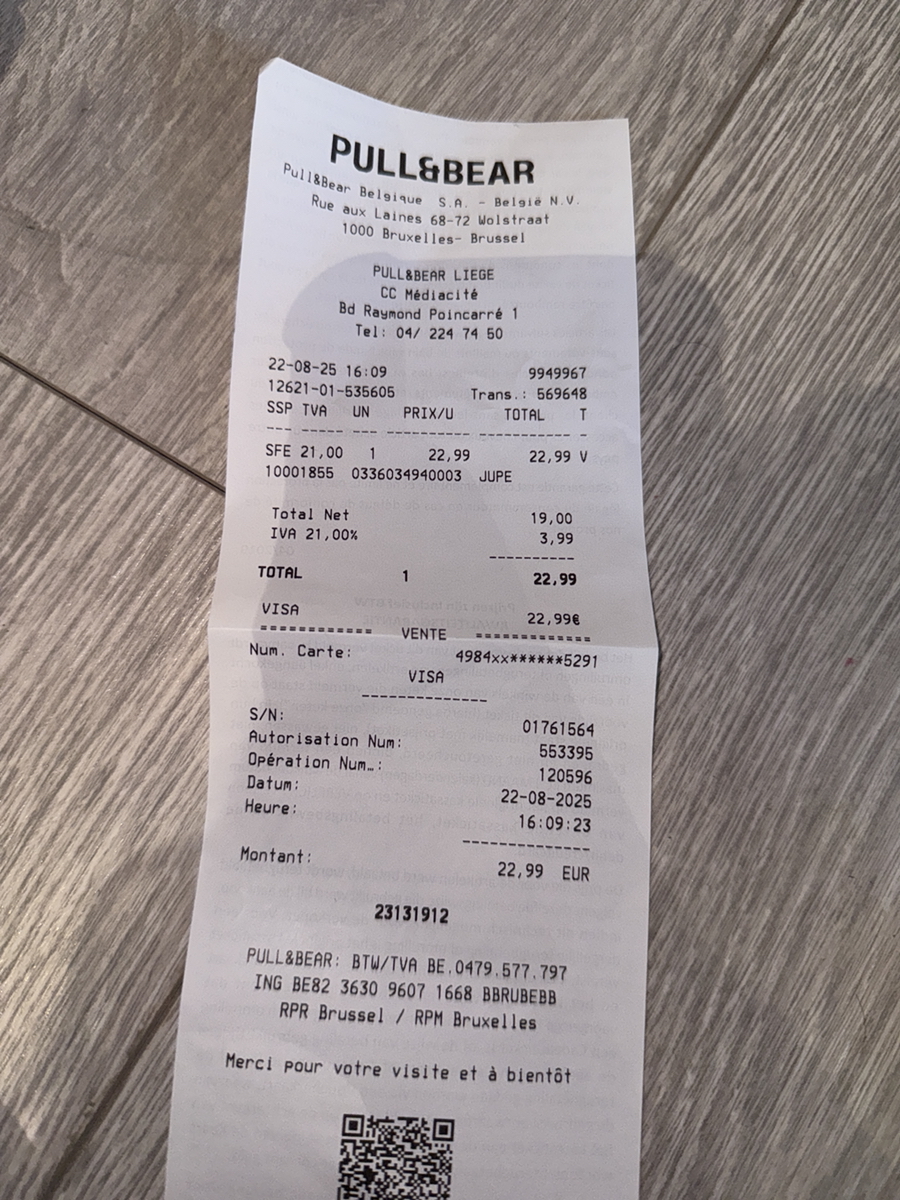 PULL&BEAR
Pull&Bear Belgique S.A. - België N.V.
Rue aux Laines 68-72 Wolstraat
1000 Bruxelles- Brussel
PULL&BEAR LIEGE
CC Médiacité
Bd Raymond Poincarré 1
Tel: 04/ 224 74 50
22-08-25 16:09 9949967
12621-01-535605 Trans.: 569648
SSP TVA UN PRIX/U TOTAL T
--- ----- --- ---------- ----------- -
SFE 21,00 1 22,99 22,99 V
10001855 0336034940003 JUPE
Total Net 19,00
IVA 21,00% 3,99
----------
TOTAL 1 22,99
VISA 22,99€
============ VENTE ============
Num. Carte: 4984xx******5291
VISA
--------------
S/N: 01761564
Autorisation Num: 553395
Opération Num…: 120596
Datum: 22-08-2025
Heure: 16:09:23
--------------
Montant: 22,99 EUR
23131912
PULL&BEAR: BTW/TVA BE.0479.577.797
ING BE82 3630 9607 1668 BBRUBEBB
RPR Brussel / RPM Bruxelles
Merci pour votre visite et à bientôt